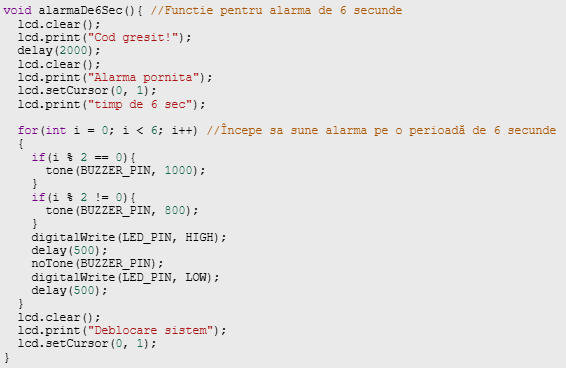 void alarmaDe6Sec(){ //Functie pentru alarma de 6 secunde
  lcd.clear();
  lcd.print("Cod gresit!");
  delay(2000);
  lcd.clear();
  lcd.print("Alarma pornita");
  lcd.setCursor(0, 1);
  lcd.print("timp de 6 sec");

  for(int i = 0; i < 6; i++) //Începe sa sune alarma pe o perioadă de 6 secunde
  {
    if(i % 2 == 0){
      tone(BUZZER_PIN, 1000);
    }
    if(i % 2 != 0){
      tone(BUZZER_PIN, 800);
    }
    digitalWrite(LED_PIN, HIGH);
    delay(500);
    noTone(BUZZER_PIN);
    digitalWrite(LED_PIN, LOW);
    delay(500);
  }
  lcd.clear();
  lcd.print("Deblocare sistem");
  lcd.setCursor(0, 1);
}